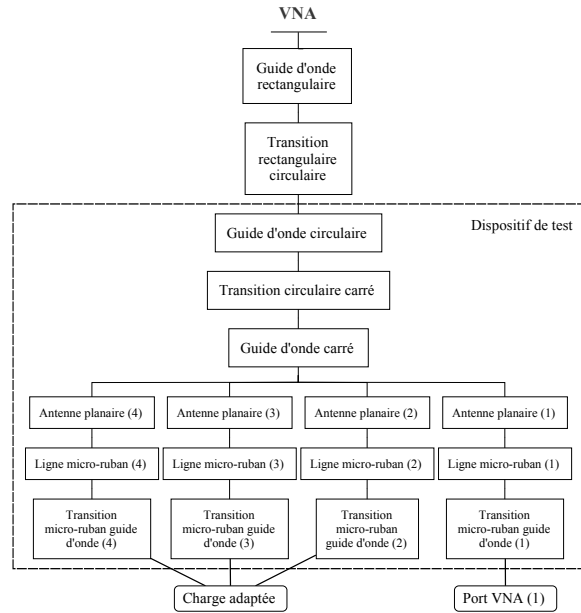 VNA
Guide d'onde
rectangulaire
Transition
rectangulaire
circulaire
Dispositif de test
Guide d'onde circulaire
Transition circulaire carré
Guide d'onde carré
Antenne planaire (4)
Antenne planaire (3)
Antenne planaire (2)
Antenne planaire (1)
Ligne micro-ruban (4)
Ligne micro-ruban (3)
Ligne micro-ruban (2)
Ligne micro-ruban (1)
Transition
micro-ruban guide
d'onde (4)
Transition
micro-ruban guide
d'onde (3)
Transition
micro-ruban
guide d'onde (2)
Transition
micro-ruban guide
d'onde (1)
Charge adaptée
Port VNA (1)